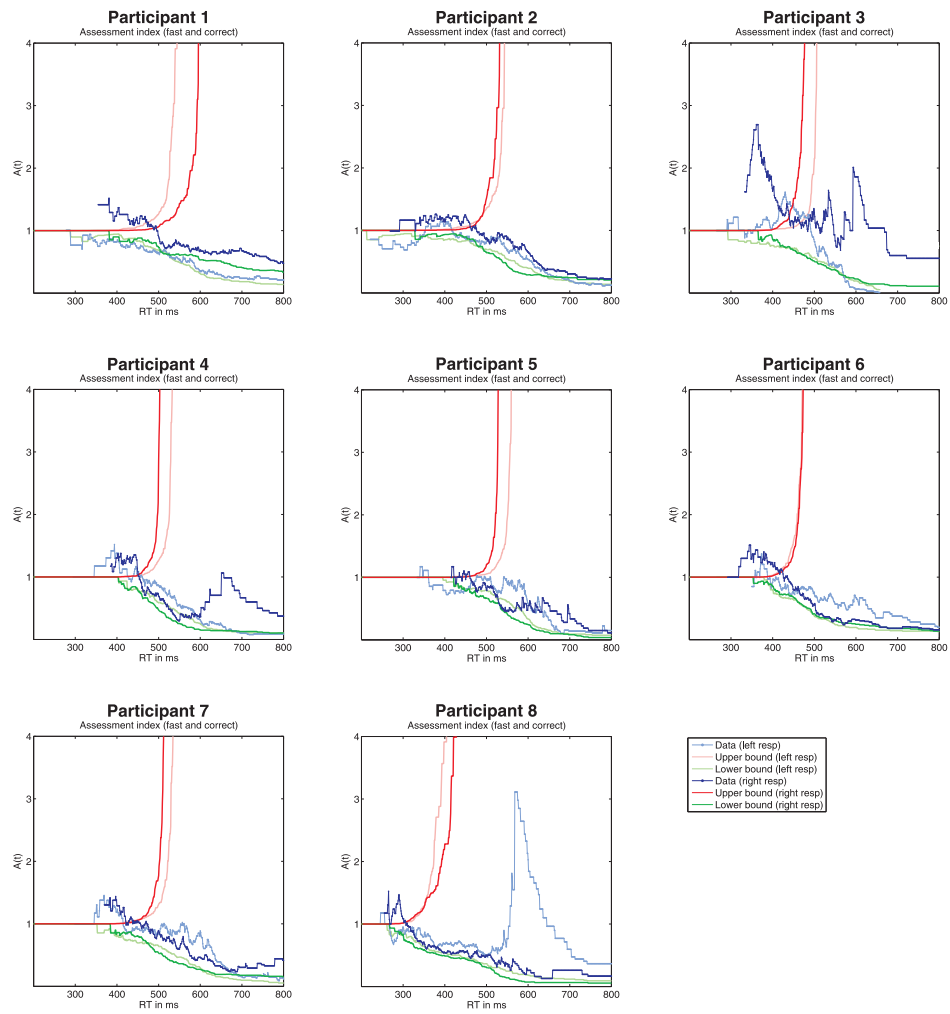 Participant 1
Assessment index (fast and correct)
4
3
2
1
A(t)
300 400 500 600 700 800
RT in ms
Participant 2
Assessment index (fast and correct)
4
3
2
1
A(t)
300 400 500 600 700 800
RT in ms
Participant 3
Assessment index (fast and correct)
4
3
2
1
A(t)
300 400 500 600 700 800
RT in ms
Participant 4
Assessment index (fast and correct)
4
3
2
1
A(t)
300 400 500 600 700 800
RT in ms
Participant 5
Assessment index (fast and correct)
4
3
2
1
A(t)
300 400 500 600 700 800
RT in ms
Participant 6
Assessment index (fast and correct)
4
3
2
1
A(t)
300 400 500 600 700 800
RT in ms
Participant 7
Assessment index (fast and correct)
4
3
2
1
A(t)
300 400 500 600 700 800
RT in ms
Participant 8
Assessment index (fast and correct)
4
3
2
1
A(t)
300 400 500 600 700 800
RT in ms
Data (left resp)
Upper bound (left resp)
Lower bound (left resp)
Data (right resp)
Upper bound (right resp)
Lower bound (right resp)